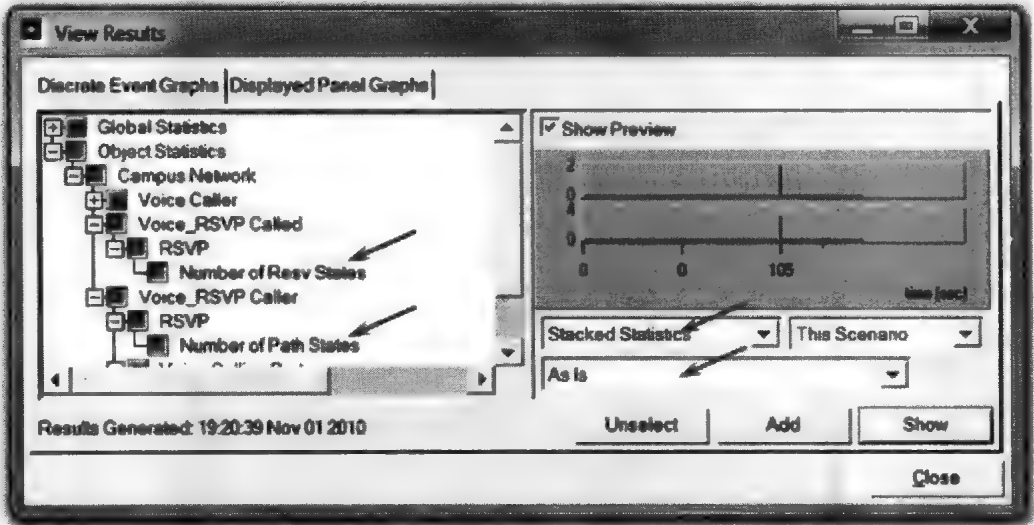 View Results
Discrete Event Graphs Displayed Panel Graphs
Global Statistics
Object Statistics
Campus Network
Voice Caller
Voice_RSVP Called
RSVP
Number of Resv States
Voice_RSVP Caller
RSVP
Number of Path States
Show Preview
2
0
4
0
0 0 105
time [sec]
Stacked Statistics This Scenario
As Is
Results Generated: 19:20:39 Nov 01 2010
Unselect Add Show
Close